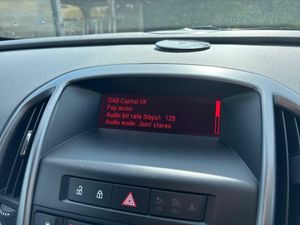 DAB Capital UK
Pop music
Audio bit rate (kbps): 128
Audio mode: Joint stereo